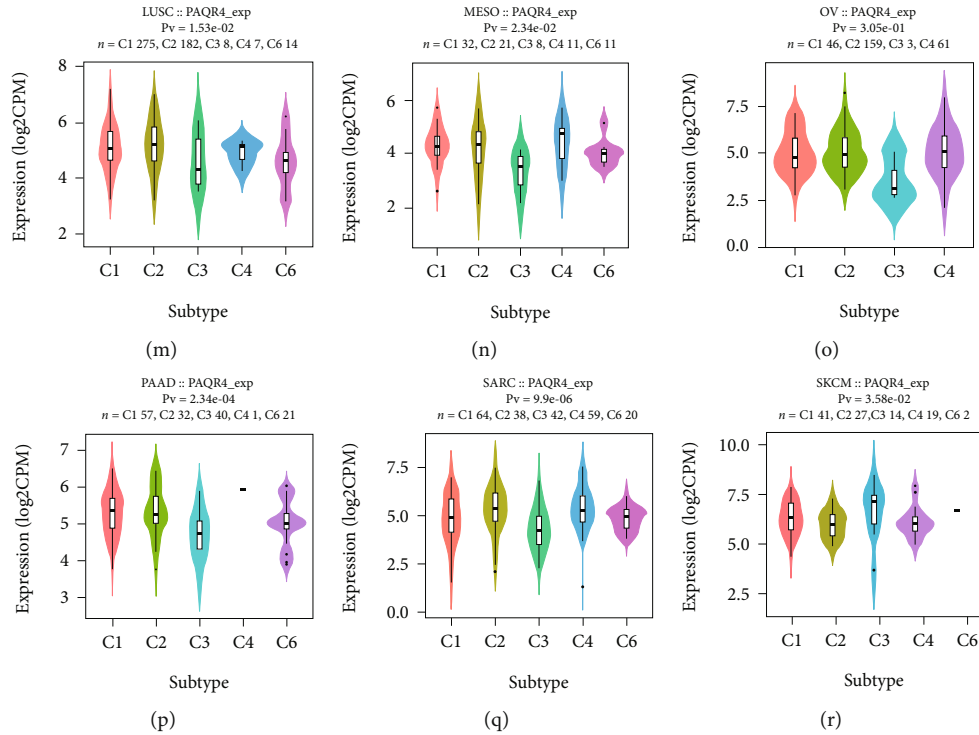 LUSC :: PAQR4_exp
Pv = 1.53e-02
n = C1 275, C2 182, C3 8, C4 7, C6 14
Expression (log2CPM)
8
6
4
2
C1 C2 C3 C4 C6
Subtype
(m)
MESO :: PAQR4_exp
Pv = 2.34e-02
n = C1 32, C2 21, C3 8, C4 11, C6 11
Expression (log2CPM)
6
4
2
C1 C2 C3 C4 C6
Subtype
(n)
OV :: PAQR4_exp
Pv = 3.05e-01
n = C1 46, C2 159, C3 3, C4 61
Expression (log2CPM)
7.5
5.0
2.5
0.0
C1 C2 C3 C4
Subtype
(o)
PAAD :: PAQR4_exp
Pv = 2.34e-04
n = C1 57, C2 32, C3 40, C4 1, C6 21
Expression (log2CPM)
7
6
5
4
3
C1 C2 C3 C4 C6
Subtype
(p)
SARC :: PAQR4_exp
Pv = 9.9e-06
n = C1 64, C2 38, C3 42, C4 59, C6 20
Expression (log2CPM)
7.5
5.0
2.5
0.0
C1 C2 C3 C4 C6
Subtype
(q)
SKCM :: PAQR4_exp
Pv = 3.58e-02
n = C1 41, C2 27,C3 14, C4 19, C6 2
Expression (log2CPM)
10.0
7.5
5.0
2.5
C1 C2 C3 C4 C6
Subtype
(r)